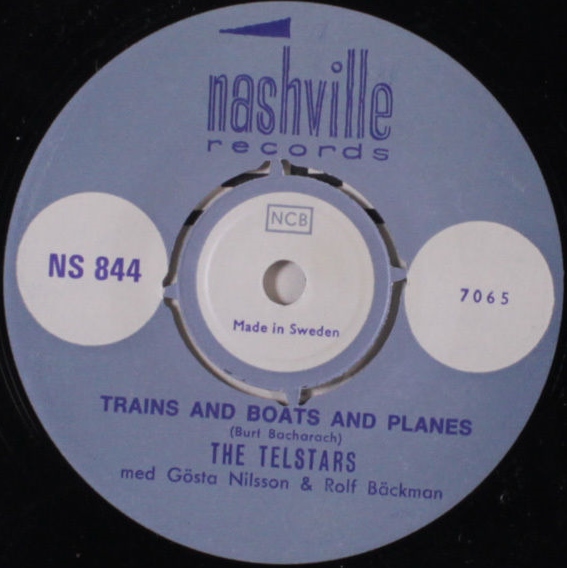 nashville
records
NCB
NS 844
7065
Made in Sweden
TRAINS AND BOATS AND PLANES
(Burt Bacharach)
THE TELSTARS
med Gösta Nilsson & Rolf Bäckman